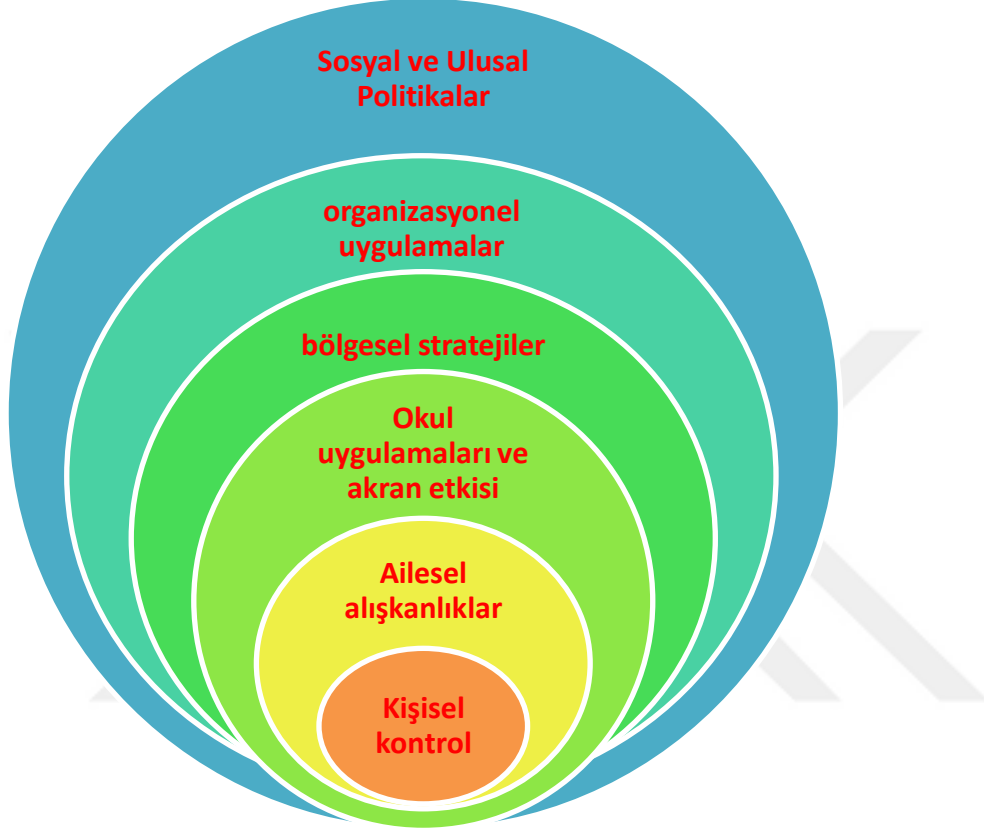 Sosyal ve Ulusal
Politikalar
organizasyonel
uygulamalar
bölgesel stratejiler
Okul
uygulamaları ve
akran etkisi
Ailesel
alışkanlıklar
Kişisel
kontrol